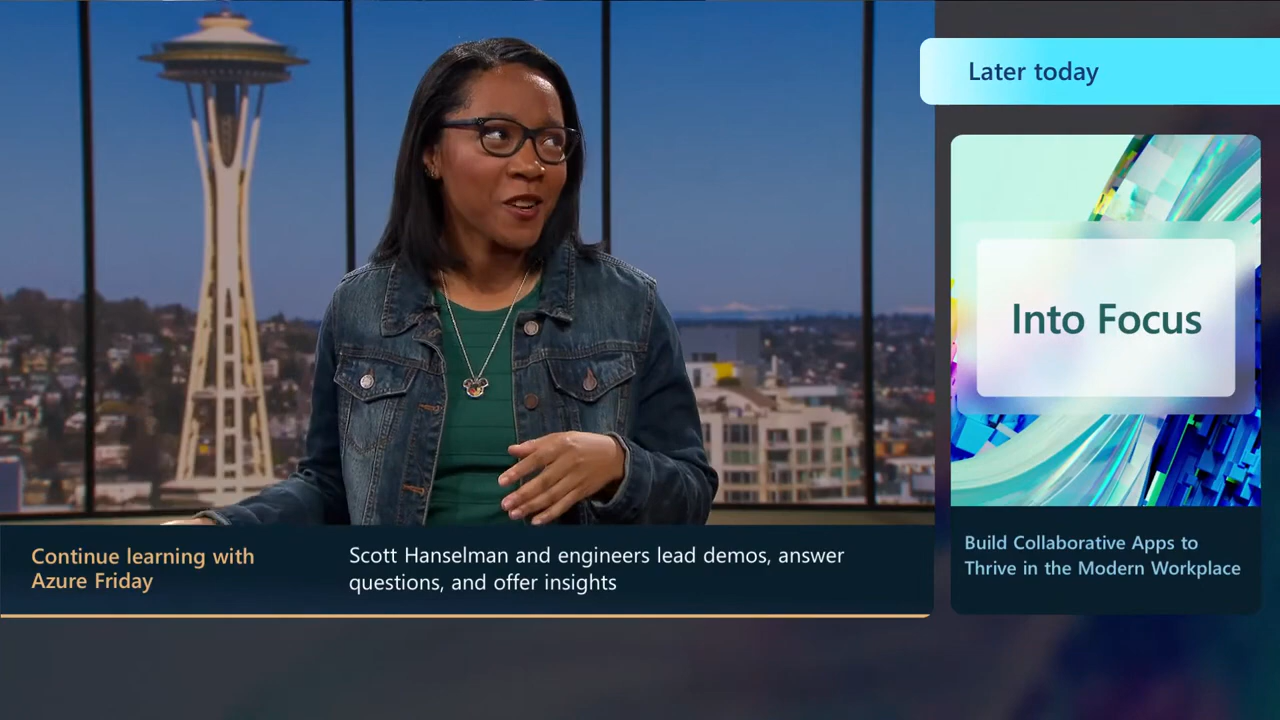 Later today
Into Focus
Build Collaborative Apps to
Thrive in the Modern Workplace
Continue learning with
Azure Friday
Scott Hanselman and engineers lead demos, answer
questions, and offer insights